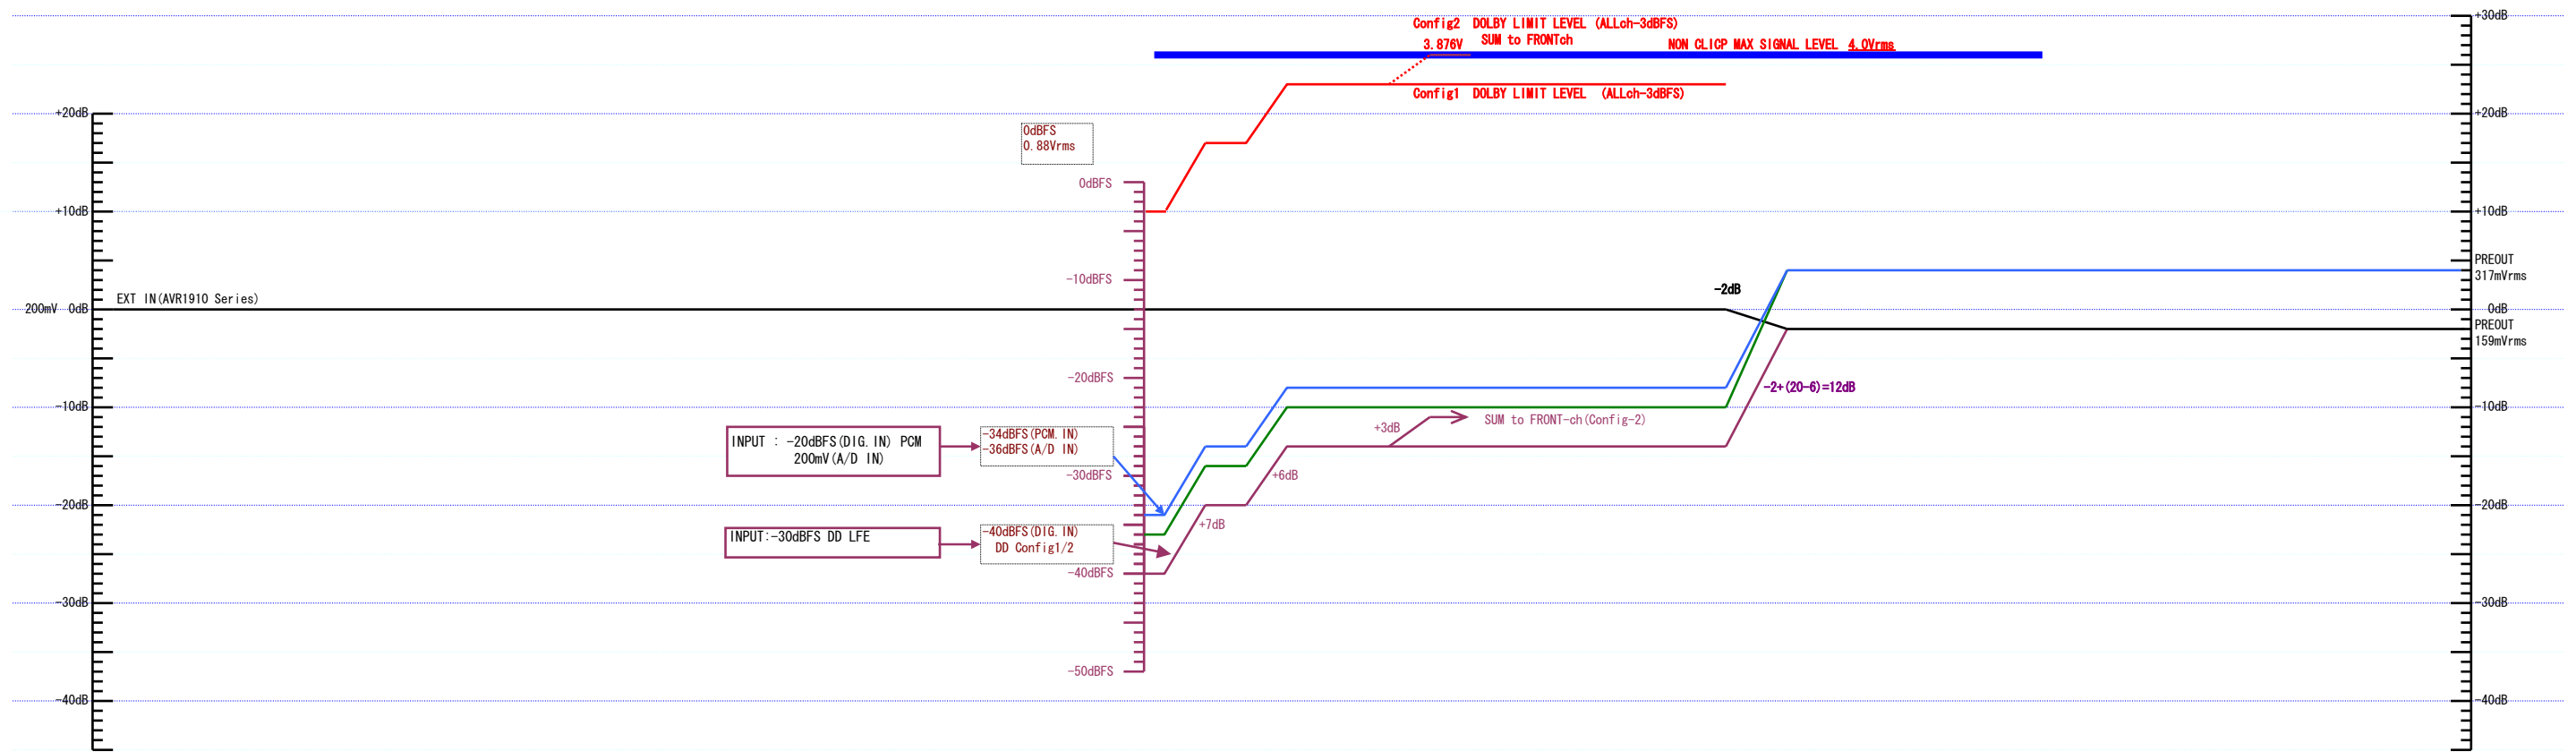 +30dB
Config2  DOLBY LIMIT LEVEL (ALLch-3dBFS)
SUM to FRONTch
3.876V
NON CLICP MAX SIGNAL LEVEL  4.0Vrms
Config1  DOLBY LIMIT LEVEL  (ALLch-3dBFS)
+20dB
+20dB
0dBFS
0.88Vrms
0dBFS
+10dB
+10dB
-10dBFS
PREOUT
317mVrms
-2dB
EXT IN(AVR1910 Series)
200mV  0dB
0dB
PREOUT
159mVrms
-20dBFS
-2+(20-6)=12dB
-10dB
-10dB
+3dB
SUM to FRONT-ch(Config-2)
INPUT : -20dBFS(DIG.IN) PCM
200mV(A/D IN)
-34dBFS(PCM.IN)
-36dBFS(A/D IN)
-30dBFS
+6dB
-20dB
-20dB
+7dB
INPUT:-30dBFS DD LFE
-40dBFS(DIG.IN)
DD Config1/2
-40dBFS
-30dB
-30dB
-50dBFS
-40dB
-40dB